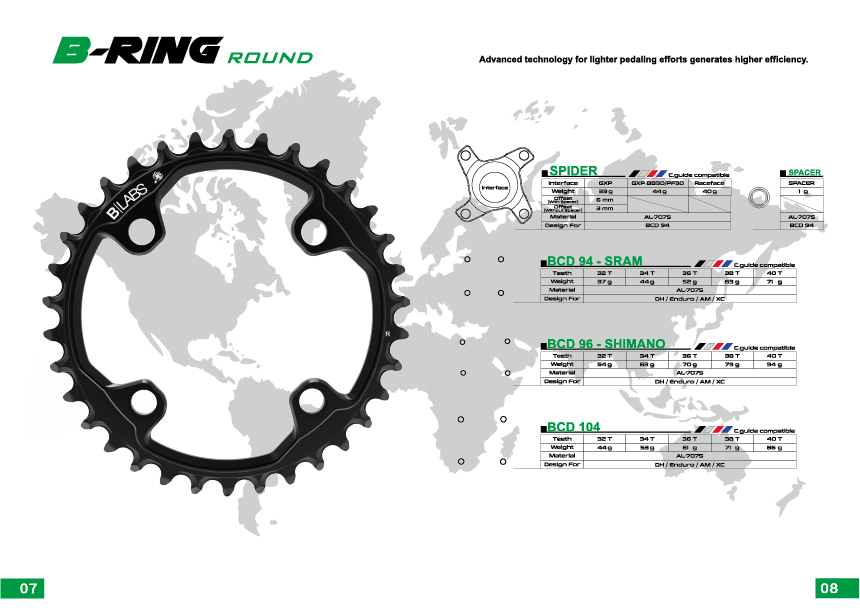 B-RING ROUND
Advanced technology for lighter pedaling efforts generates higher efficiency.
B|LABS
R
Interface
SPIDER C.guide compatible
Interface GXP GXP BB30/PF30 Raceface
Weight 39 g 44 g 40 g
Offset (With Spacer) 6 mm
Offset (Without Spacer) 3 mm
Material AL-7075
Design For BCD 94
SPACER
SPACER
1 g
AL-7075
BCD 94
BCD 94 - SRAM C.guide compatible
Teeth 32 T 34 T 36 T 38 T 40 T
Weight 37 g 44 g 52 g 63 g 71 g
Material AL-7075
Design For DH / Enduro / AM / XC
BCD 96 - SHIMANO C.guide compatible
Teeth 32 T 34 T 36 T 38 T 40 T
Weight 54 g 63 g 70 g 73 g 94 g
Material AL-7075
Design For DH / Enduro / AM / XC
BCD 104 C.guide compatible
Teeth 32 T 34 T 36 T 38 T 40 T
Weight 44 g 53 g 61 g 71 g 86 g
Material AL-7075
Design For DH / Enduro / AM / XC
07
08